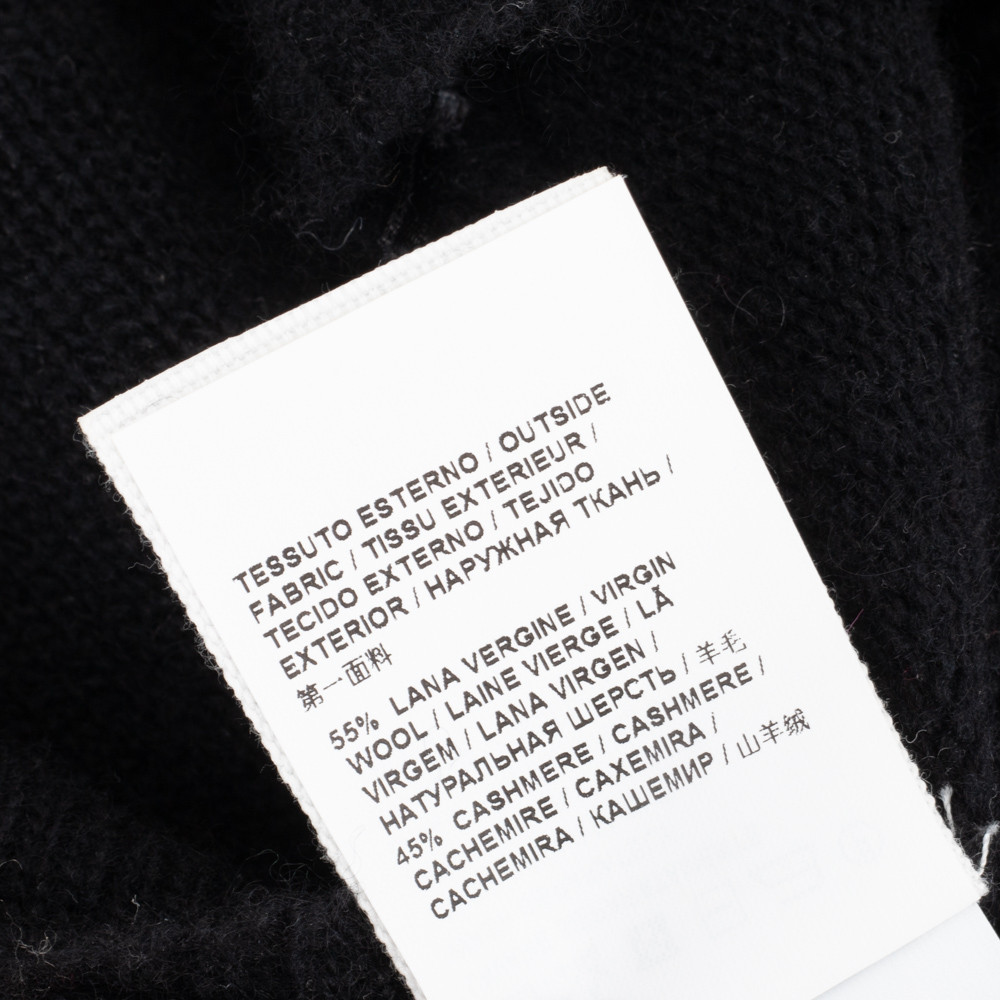 TESSUTO ESTERNO / OUTSIDE
FABRIC / TISSU EXTERIEUR /
TECIDO EXTERNO / TEJIDO
EXTERIOR / НАРУЖНАЯ ТКАНЬ /
第一面料
55% LANA VERGINE / VIRGIN
WOOL / LAINE VIERGE / LÃ
VIRGEM / LANA VIRGEN /
НАТУРАЛЬНАЯ ШЕРСТЬ / 羊毛
45% CASHMERE / CASHMERE /
CACHEMIRE / CAXEMIRA /
CACHEMIRA / КАШЕМИР / 山羊绒